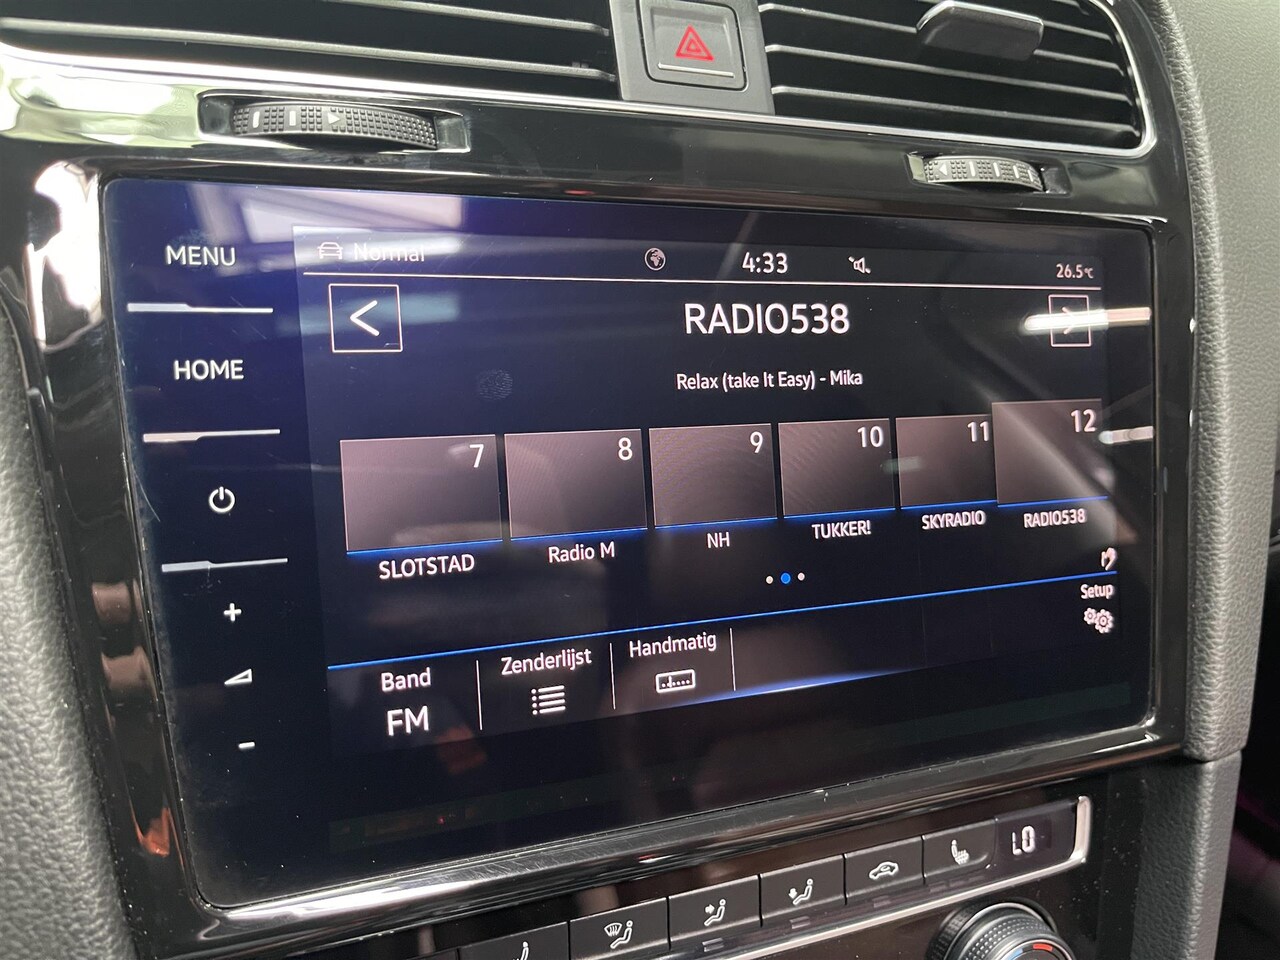 MENU
HOME
+
-
Normal
4:33
26.5°C
<
RADIO538
>
Relax (take It Easy) - Mika
7
8
9
10
11
12
SLOTSTAD
Radio M
NH
TUKKER!
SKYRADIO
RADIO538
Setup
Band
FM
Zenderlijst
Handmatig
LO